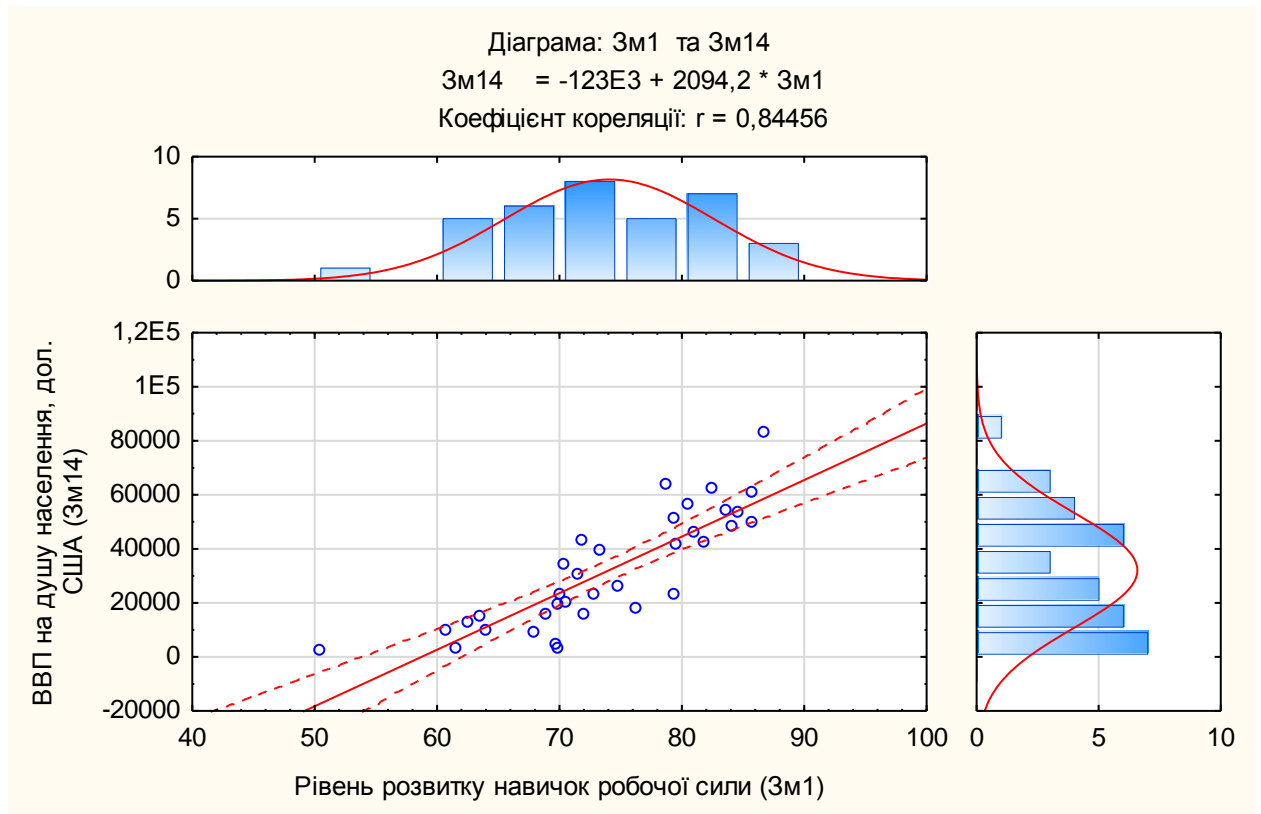 Діаграма: Зм1 та Зм14
Зм14 = -123E3 + 2094,2 * Зм1
Коефіцієнт кореляції: r = 0,84456
10
5
0
1,2E5
1E5
80000
60000
40000
20000
0
-20000
ВВП на душу населення, дол.
США (Зм14)
40 50 60 70 80 90 100
0 5 10
Рівень розвитку навичок робочої сили (Зм1)